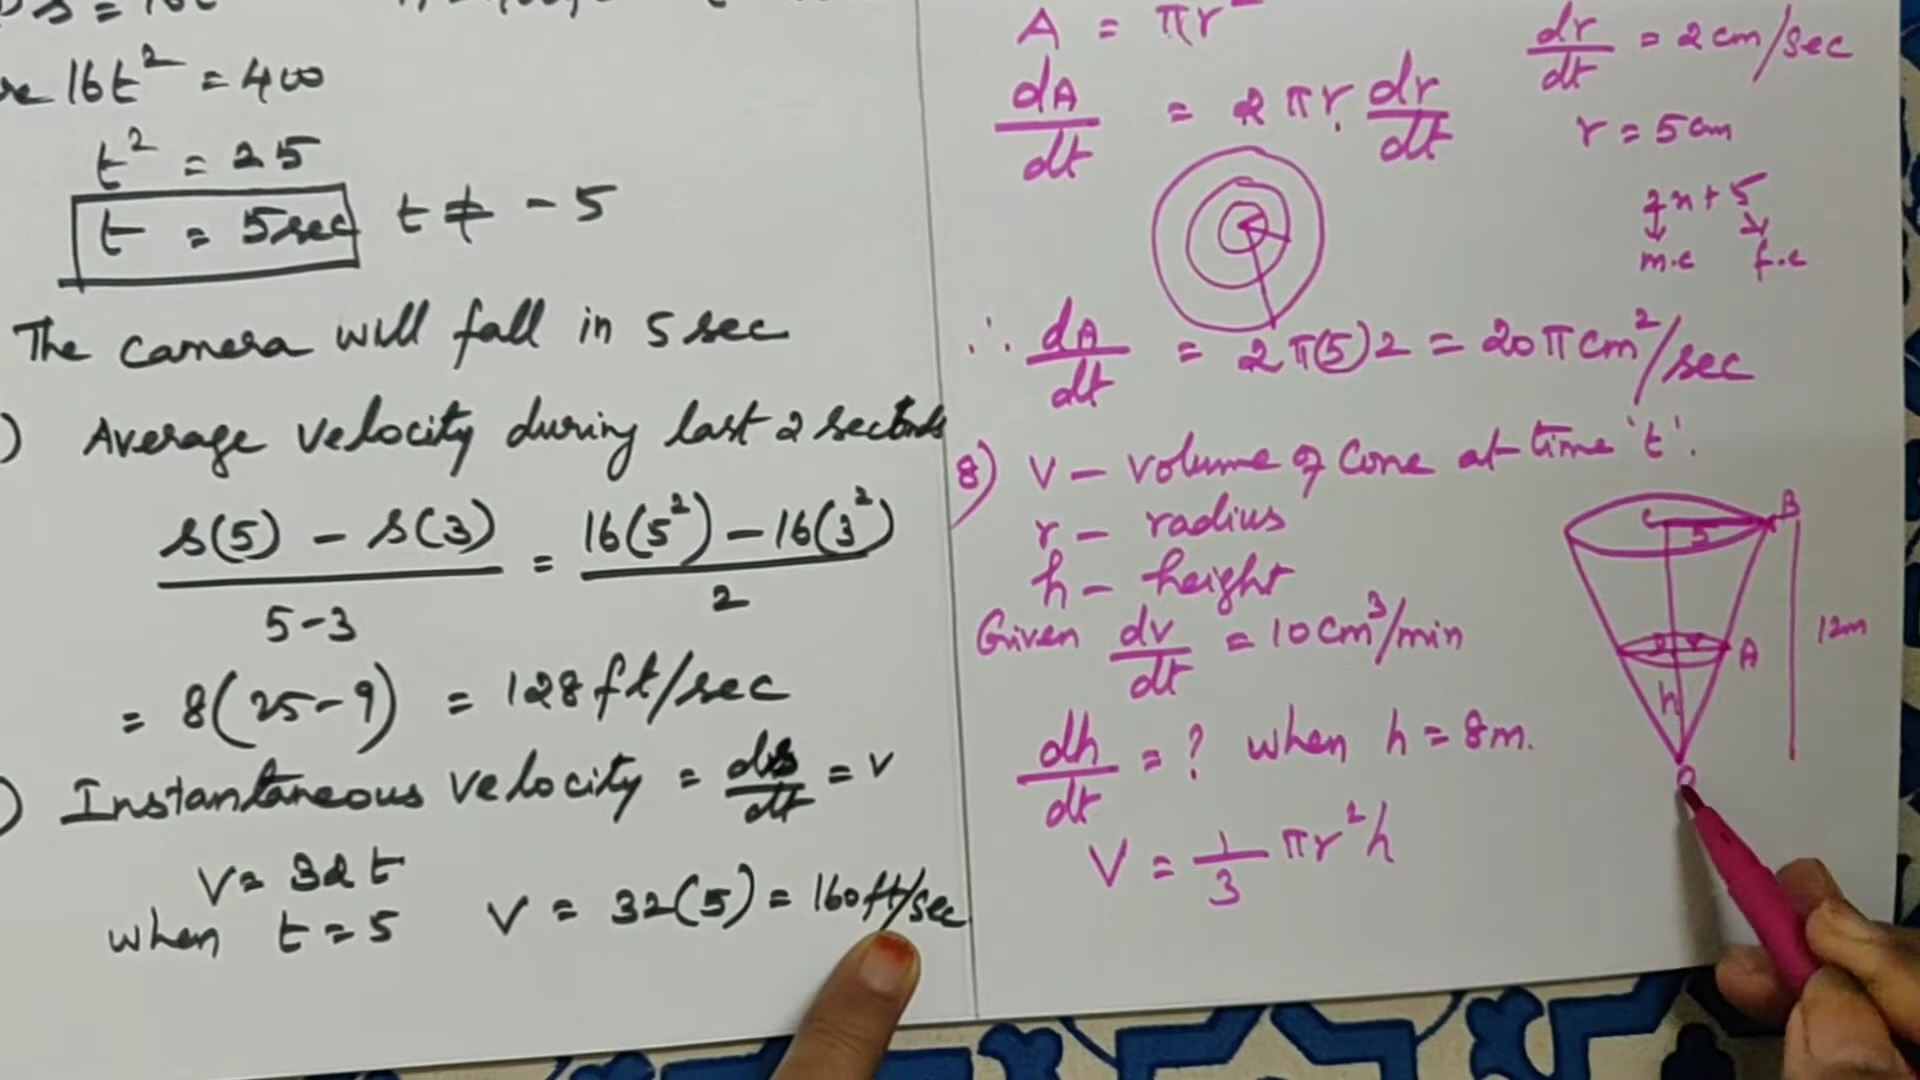 16t² = 400
t² = 25
t = 5sec t ≠ -5
The camera will fall in 5 sec
) Average velocity during last 2 seconds
s(5) - s(3) / 5-3 = 16(5²) - 16(3²) / 2
= 8(25-9) = 128 ft/sec
) Instantaneous velocity = ds/dt = v
V = 32t
when t = 5 V = 32(5) = 160 ft/sec
A = πr²
dr/dt = 2 cm/sec
dA/dt = 2πr. dr/dt
r = 5 cm
x + 5
m.c f.c
∴ dA/dt = 2π(5)2 = 20π cm²/sec
8) V - volume of Cone at time 't'.
r - radius
h - height
Given dv/dt = 10 cm³/min
dh/dt = ? when h = 8m.
V = 1/3 πr²h
C B
5
12m
r A
h
O